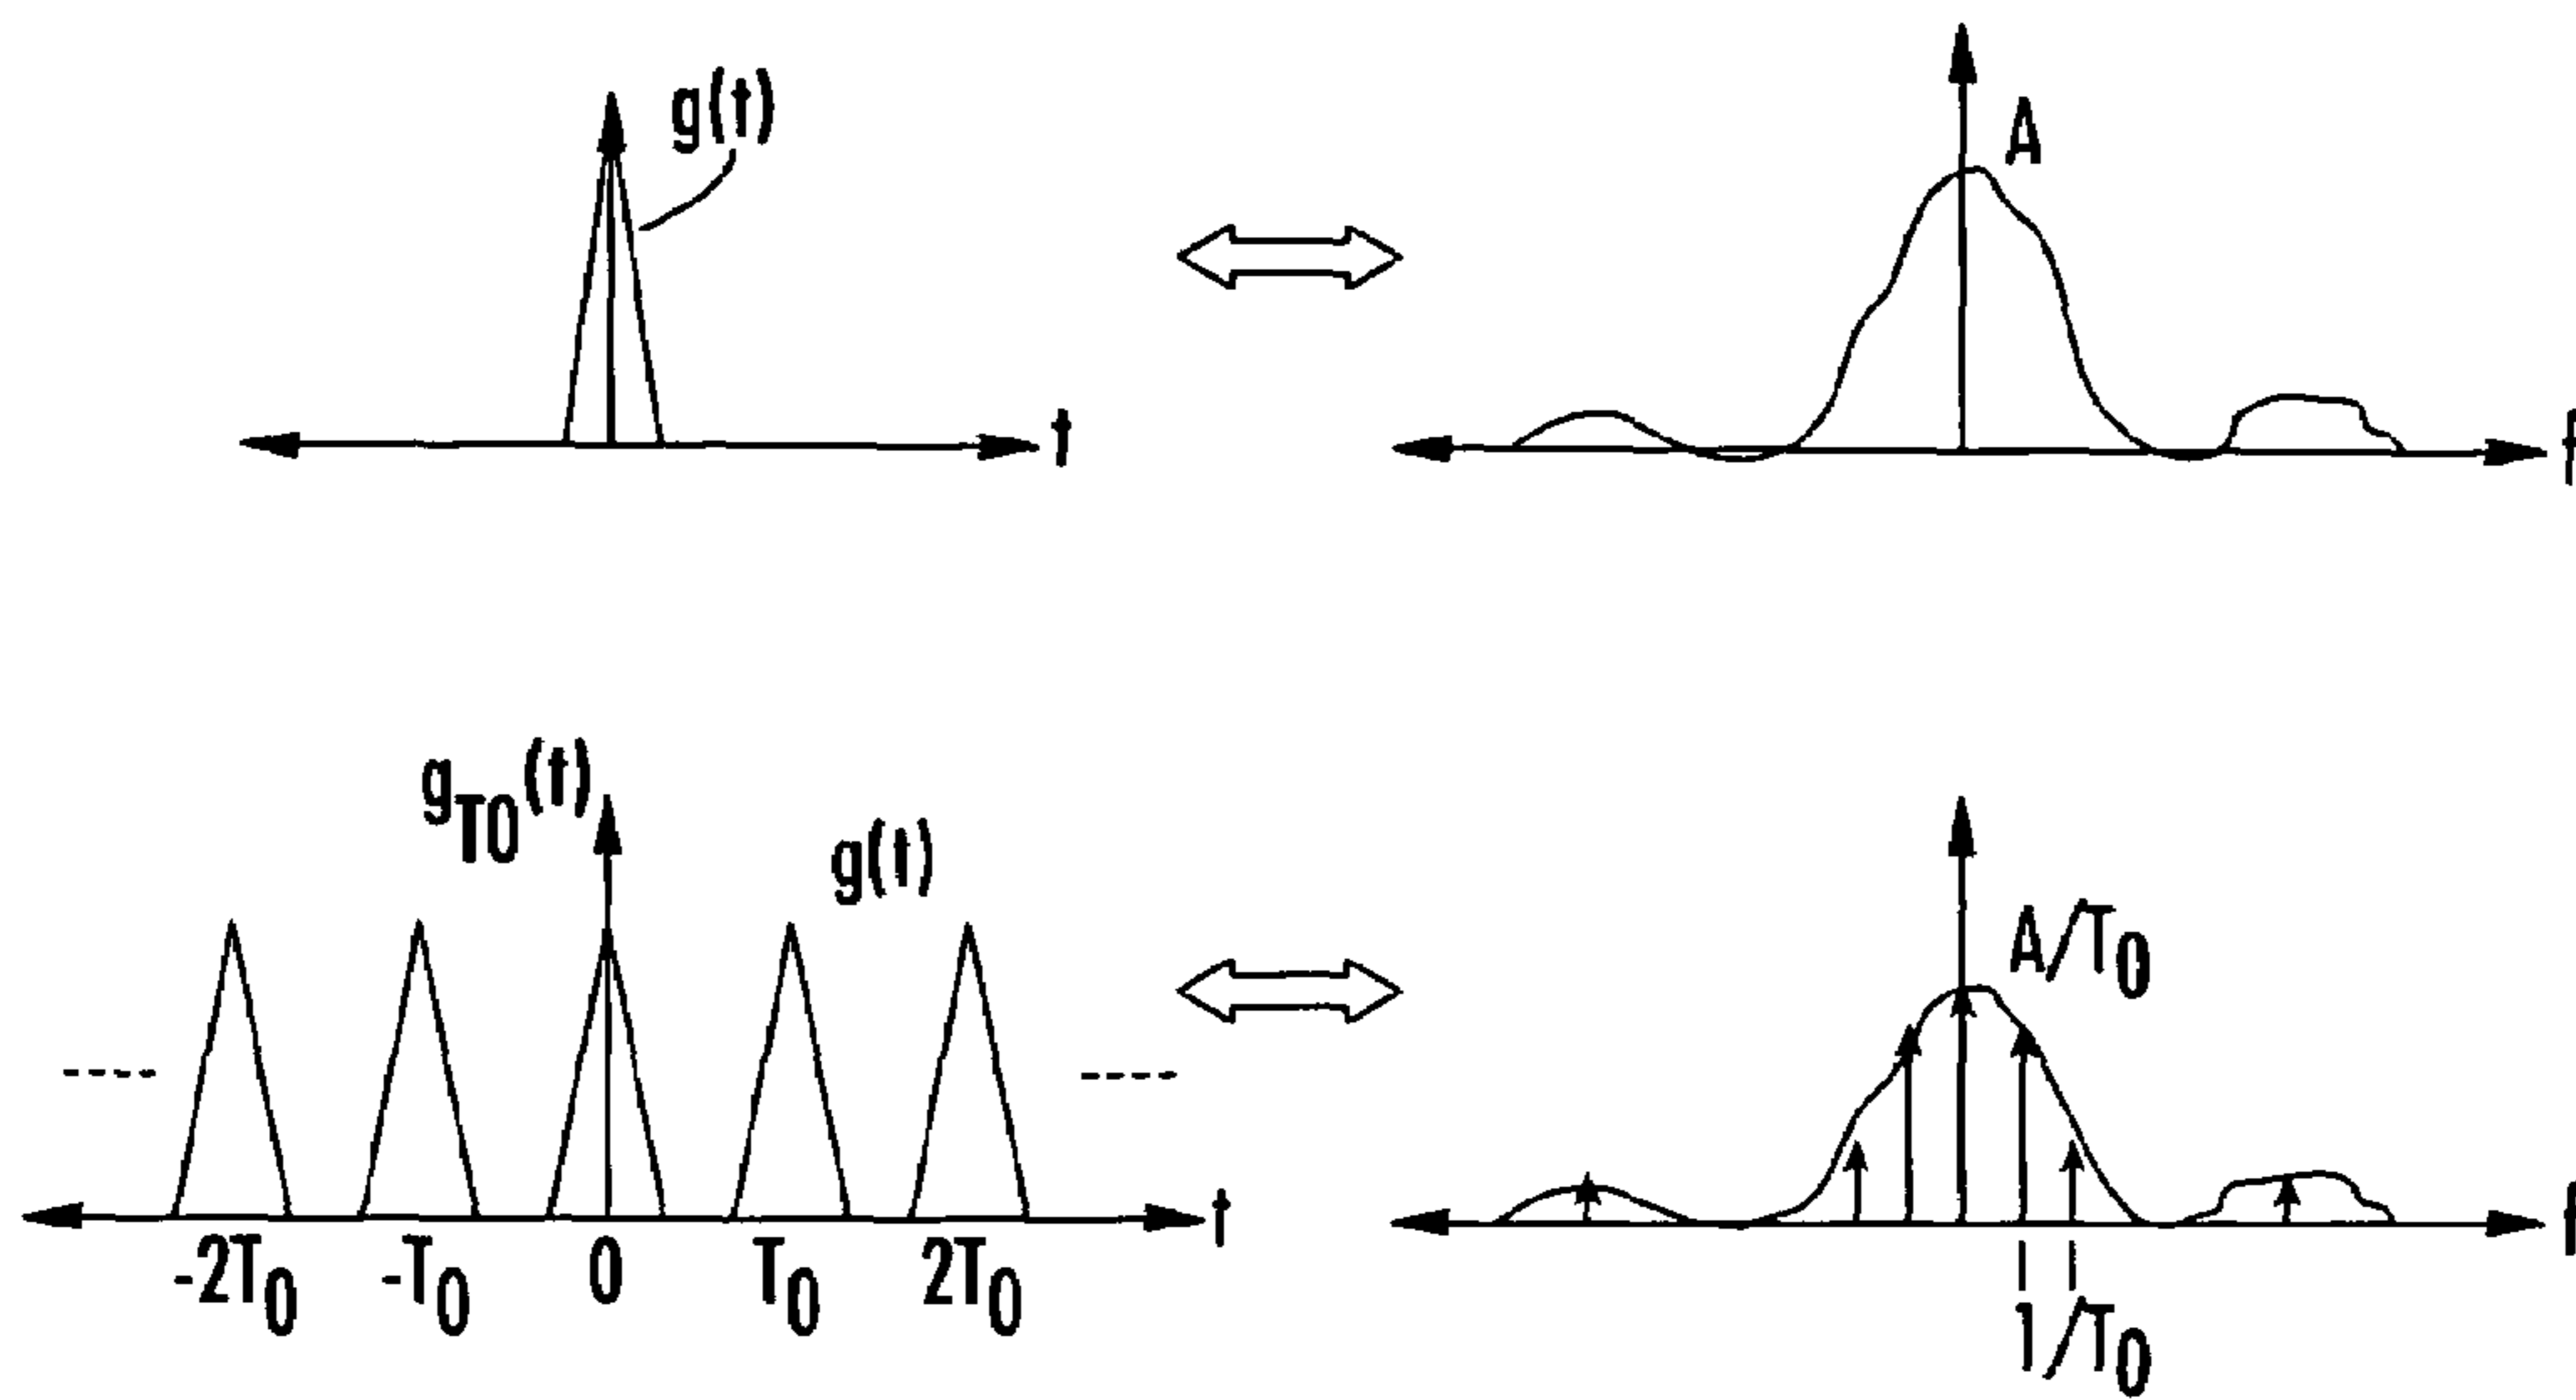 g(t)
A
t
f
g_T0(t)
g(t)
A/T₀
t
f
-2T₀ -T₀ 0 T₀ 2T₀
1/T₀